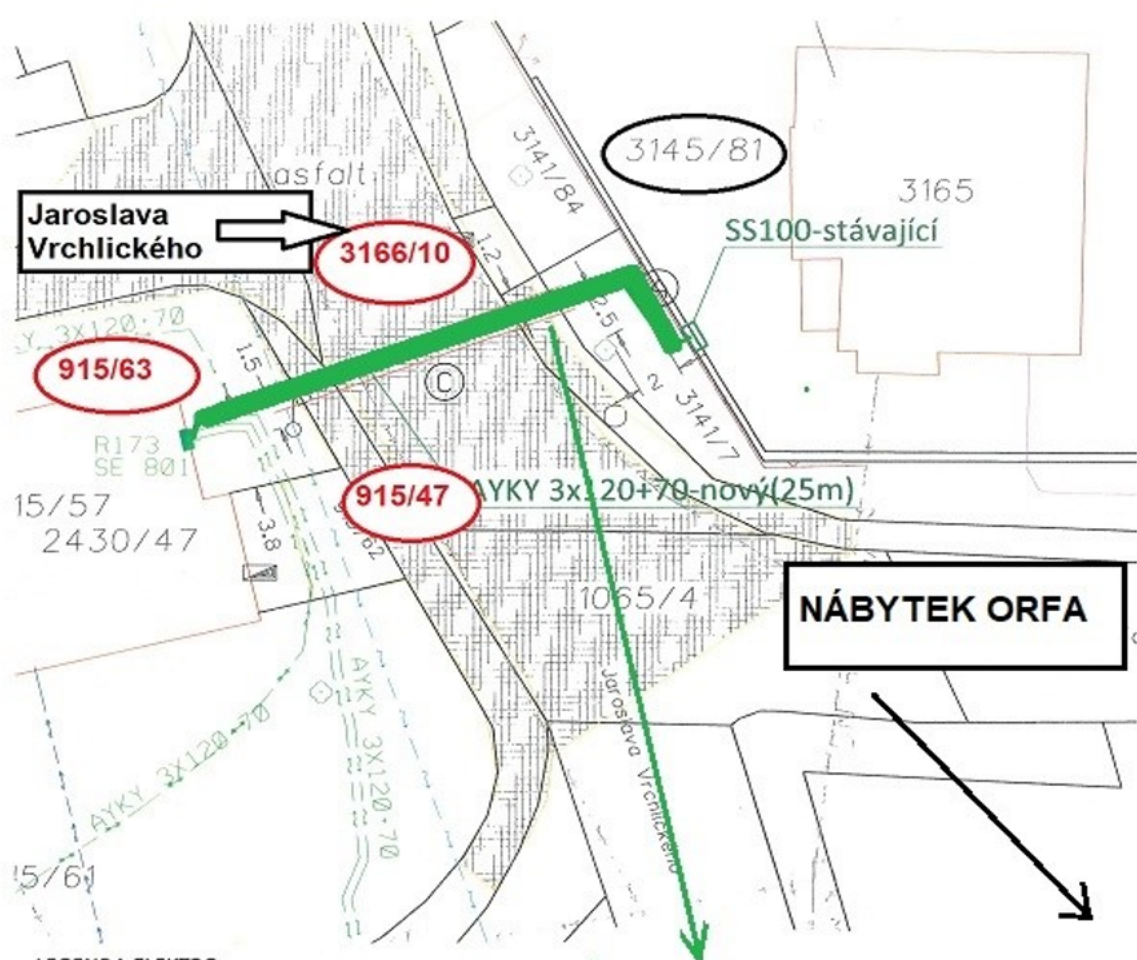 3141/84
3145/81
asfalt
3165
Jaroslava
Vrchlického
SS100-stávající
3166/10
1.2
2.5
Y 3X120+70
1.5
915/63
C
2
3141/7
R173
SE 801
915/47
AYKY 3x120+70-nový(25m)
15/57
2430/47
3.8
1065/4
NÁBYTEK ORFA
Jaroslava Vrchlického
AYKY 3X120+70
AYKY 3X120+70
15/61